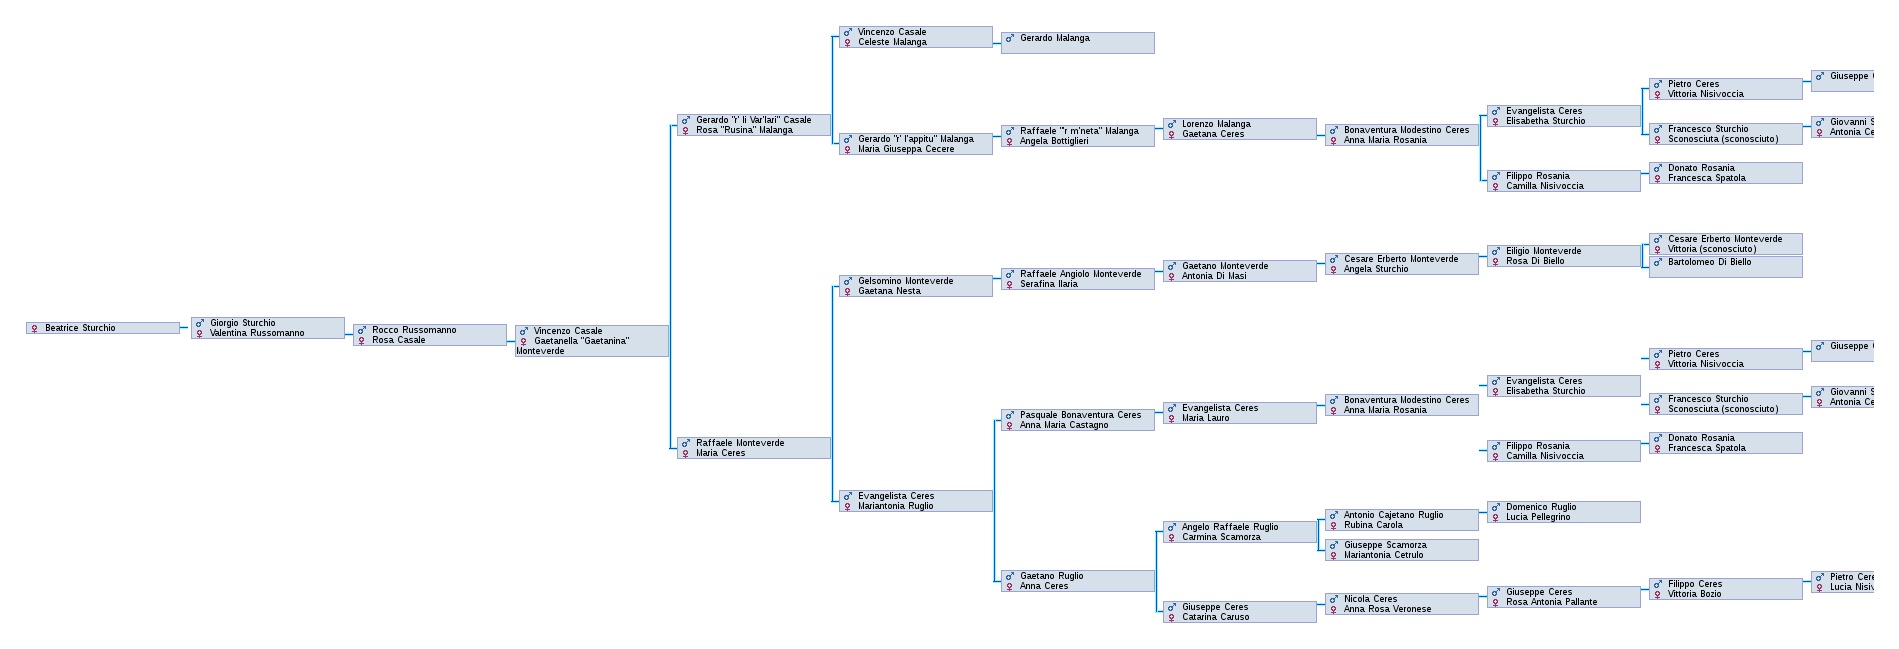 Beatrice Sturchio
Giorgio Sturchio
Valentina Russomanno
Rocco Russomanno
Rosa Casale
Vincenzo Casale
Gaetanella "Gaetanina"
Monteverde
Gerardo "r' li Var'lari" Casale
Rosa "Rusina" Malanga
Raffaele Monteverde
Maria Ceres
Vincenzo Casale
Celeste Malanga
Gerardo "r' l'appitu" Malanga
Maria Giuseppa Cecere
Gelsomino Monteverde
Gaetana Nesta
Evangelista Ceres
Mariantonia Ruglio
Gerardo Malanga
Raffaele "'r m'neta" Malanga
Angela Bottiglieri
Raffaele Angiolo Monteverde
Serafina Ilaria
Pasquale Bonaventura Ceres
Anna Maria Castagno
Gaetano Ruglio
Anna Ceres
Lorenzo Malanga
Gaetana Ceres
Gaetano Monteverde
Antonia Di Masi
Evangelista Ceres
Maria Lauro
Angelo Raffaele Ruglio
Carmina Scamorza
Giuseppe Ceres
Catarina Caruso
Bonaventura Modestino Ceres
Anna Maria Rosania
Cesare Erberto Monteverde
Angela Sturchio
Bonaventura Modestino Ceres
Anna Maria Rosania
Antonio Cajetano Ruglio
Rubina Carola
Giuseppe Scamorza
Mariantonia Cetrulo
Nicola Ceres
Anna Rosa Veronese
Evangelista Ceres
Elisabetha Sturchio
Filippo Rosania
Camilla Nisivoccia
Eiligio Monteverde
Rosa Di Biello
Evangelista Ceres
Elisabetha Sturchio
Filippo Rosania
Camilla Nisivoccia
Domenico Ruglio
Lucia Pellegrino
Giuseppe Ceres
Rosa Antonia Pallante
Pietro Ceres
Vittoria Nisivoccia
Francesco Sturchio
Sconosciuta (sconosciuto)
Donato Rosania
Francesca Spatola
Cesare Erberto Monteverde
Vittoria (sconosciuto)
Bartolomeo Di Biello
Pietro Ceres
Vittoria Nisivoccia
Francesco Sturchio
Sconosciuta (sconosciuto)
Donato Rosania
Francesca Spatola
Filippo Ceres
Vittoria Bozio
Giuseppe
Giovanni S
Antonia Ce
Giuseppe
Giovanni S
Antonia Ce
Pietro Cere
Lucia Nisiv